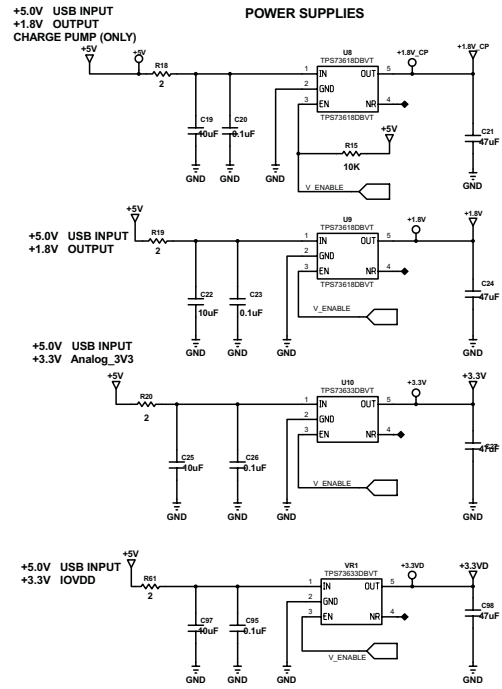 +5.0V USB INPUT
+1.8V OUTPUT
CHARGE PUMP (ONLY)
POWER SUPPLIES
+5V
+5V
R18
2
C19
10uF
C20
0.1uF
GND
GND
GND
U8
TPS73618DBVT
1 IN OUT 5
2 GND
3 EN NR 4
TPS73618DBVT
+1.8V_CP
+1.8V_CP
+5V
R15
10K
V_ENABLE
C21
47uF
GND
+5.0V USB INPUT
+1.8V OUTPUT
+5V
R19
2
C22
10uF
C23
0.1uF
GND
GND
GND
U9
TPS73618DBVT
1 IN OUT 5
2 GND
3 EN NR 4
TPS73618DBVT
+1.8V
+1.8V
V_ENABLE
C24
47uF
GND
+5.0V USB INPUT
+3.3V Analog_3V3
+5V
R20
2
C25
10uF
C26
0.1uF
GND
GND
GND
U10
TPS73633DBVT
1 IN OUT 5
2 GND
3 EN NR 4
+3.3V
+3.3V
V_ENABLE
47uF
GND
+5.0V USB INPUT
+3.3V IOVDD
+5V
R61
2
C97
10uF
C95
0.1uF
GND
GND
GND
VR1
TPS73633DBVT
1 IN OUT 5
2 GND
3 EN NR 4
+3.3VD
+3.3VD
V_ENABLE
C98
47uF
GND